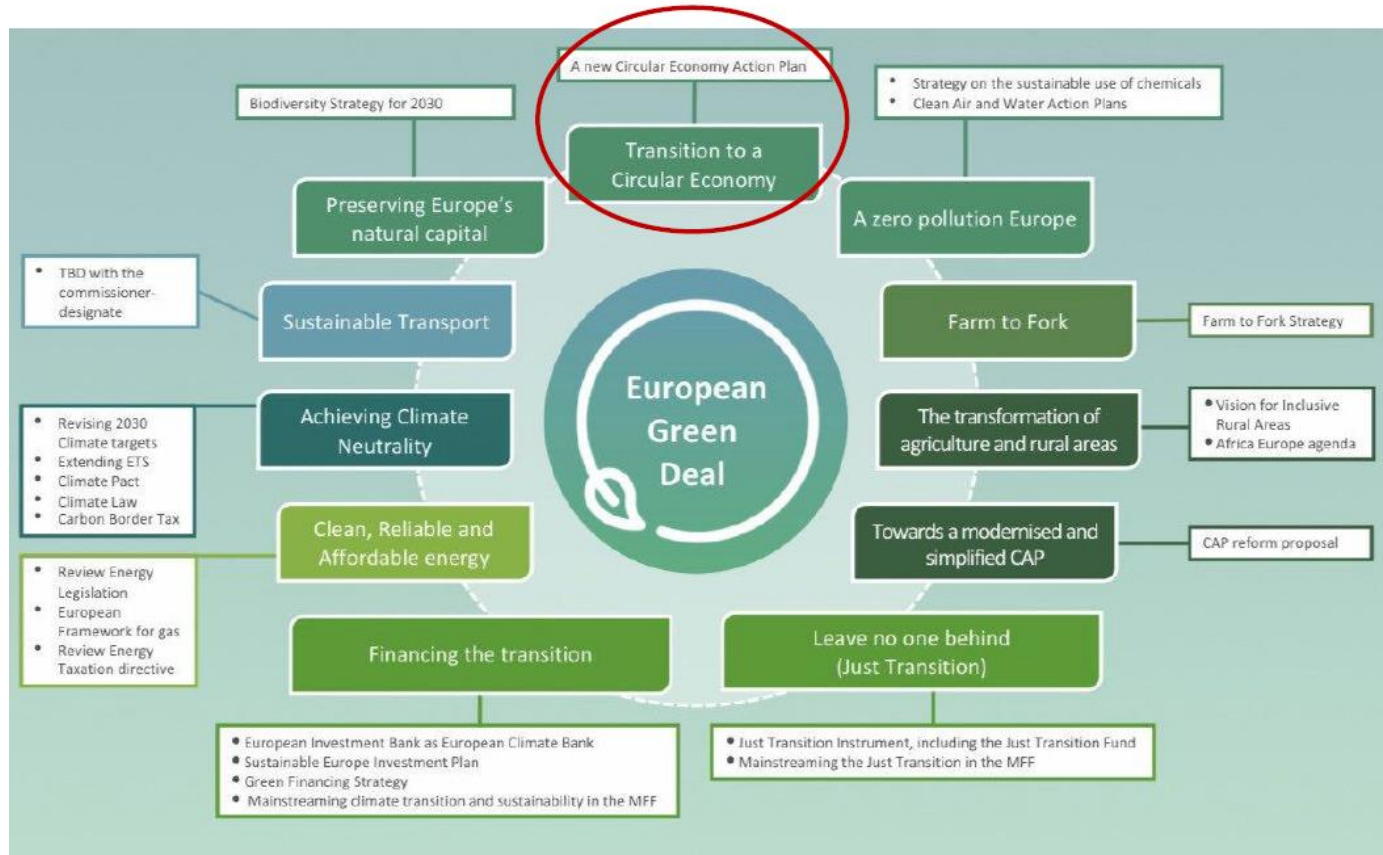 A new Circular Economy Action Plan
Transition to a
Circular Economy
Biodiversity Strategy for 2030
Preserving Europe's
natural capital
• Strategy on the sustainable use of chemicals
• Clean Air and Water Action Plans
A zero pollution Europe
• TBD with the
commissioner-
designate
Sustainable Transport
Farm to Fork
Farm to Fork Strategy
European
Green
Deal
• Revising 2030
Climate targets
• Extending ETS
• Climate Pact
• Climate Law
• Carbon Border Tax
Achieving Climate
Neutrality
The transformation of
agriculture and rural areas
• Vision for Inclusive
Rural Areas
• Africa Europe agenda
Clean, Reliable and
Affordable energy
• Review Energy
Legislation
• European
Framework for gas
• Review Energy
Taxation directive
Towards a modernised and
simplified CAP
CAP reform proposal
Financing the transition
• European Investment Bank as European Climate Bank
• Sustainable Europe Investment Plan
• Green Financing Strategy
• Mainstreaming climate transition and sustainability in the MFF
Leave no one behind
(Just Transition)
• Just Transition Instrument, including the Just Transition Fund
• Mainstreaming the Just Transition in the MFF